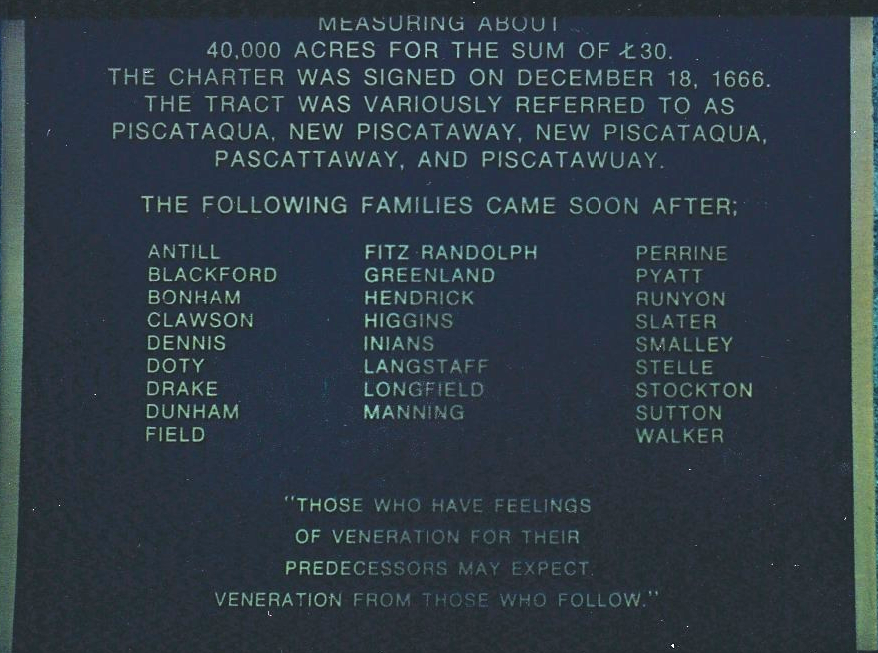 MEASURING ABOUT
40,000 ACRES FOR THE SUM OF £30.
THE CHARTER WAS SIGNED ON DECEMBER 18, 1666.
THE TRACT WAS VARIOUSLY REFERRED TO AS
PISCATAQUA, NEW PISCATAWAY, NEW PISCATAQUA,
PASCATTAWAY, AND PISCATAWUAY.
THE FOLLOWING FAMILIES CAME SOON AFTER;
ANTILL
BLACKFORD
BONHAM
CLAWSON
DENNIS
DOTY
DRAKE
DUNHAM
FIELD
FITZ RANDOLPH
GREENLAND
HENDRICK
HIGGINS
INIANS
LANGSTAFF
LONGFIELD
MANNING
PERRINE
PYATT
RUNYON
SLATER
SMALLEY
STELLE
STOCKTON
SUTTON
WALKER
"THOSE WHO HAVE FEELINGS
OF VENERATION FOR THEIR
PREDECESSORS MAY EXPECT
VENERATION FROM THOSE WHO FOLLOW."